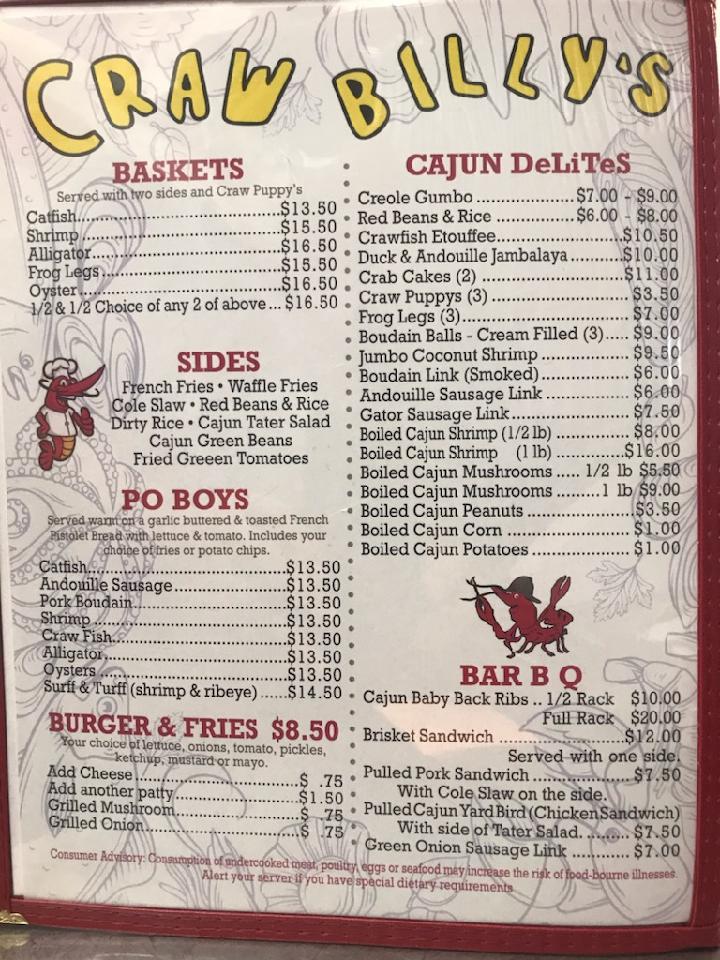 CRAW BILLY'S
BASKETS
Served with two sides and Craw Puppy's
Catfish..............................$13.50
Shrimp..............................$15.50
Alligator..............................$16.50
Frog Legs..............................$15.50
Oyster..............................$16.50
1/2 & 1/2 Choice of any 2 of above ... $16.50
SIDES
French Fries • Waffle Fries
Cole Slaw • Red Beans & Rice
Dirty Rice • Cajun Tater Salad
Cajun Green Beans
Fried Greeen Tomatoes
PO BOYS
Served warm on a garlic buttered & toasted French
Pistolet Bread with lettuce & tomato. Includes your
choice of fries or potato chips.
Catfish..............................$13.50
Andouille Sausage..................$13.50
Pork Boudain........................$13.50
Shrimp..............................$13.50
Craw Fish..............................$13.50
Alligator..............................$13.50
Oysters ..............................$13.50
Surff & Turff (shrimp & ribeye) ......$14.50
BURGER & FRIES $8.50
Your choice of lettuce, onions, tomato, pickles,
ketchup, mustard or mayo.
Add Cheese........................$ .75
Add another patty..................$1.50
Grilled Mushroom..................$ .75
Grilled Onion........................$ .75
CAJUN DeLiTeS
Creole Gumbo .....................$7.00 - $9.00
Red Beans & Rice ................$6.00 - $8.00
Crawfish Etouffee........................$10.50
Duck & Andouille Jambalaya...........$10.00
Crab Cakes (2) ........................$11.00
Craw Puppys (3) ........................$3.50
Frog Legs (3)..............................$7.00
Boudain Balls - Cream Filled (3)..... $9.00
Jumbo Coconut Shrimp ................ $9.50
Boudain Link (Smoked)................ $6.00
Andouille Sausage Link ................ $6.00
Gator Sausage Link..................... $7.50
Boiled Cajun Shrimp (1/2 lb) ............. $8.00
Boiled Cajun Shrimp (1 lb) .............$16.00
Boiled Cajun Mushrooms ..... 1/2 lb $5.50
Boiled Cajun Mushrooms .........1 lb $9.00
Boiled Cajun Peanuts ..................$3.50
Boiled Cajun Corn ..................... $1.00
Boiled Cajun Potatoes .................. $1.00
BAR B Q
Cajun Baby Back Ribs .. 1/2 Rack $10.00
Full Rack $20.00
Brisket Sandwich .....................$12.00
Served with one side.
Pulled Pork Sandwich ..................$7.50
With Cole Slaw on the side.
Pulled Cajun Yard Bird (Chicken Sandwich)
With side of Tater Salad......... $7.50
Green Onion Sausage Link ............ $7.00
Consumer Advisory: Consumption of undercooked meat, poultry, eggs or seafood may increase the risk of food-bourne illnesses.
Alert your server if you have special dietary requirements